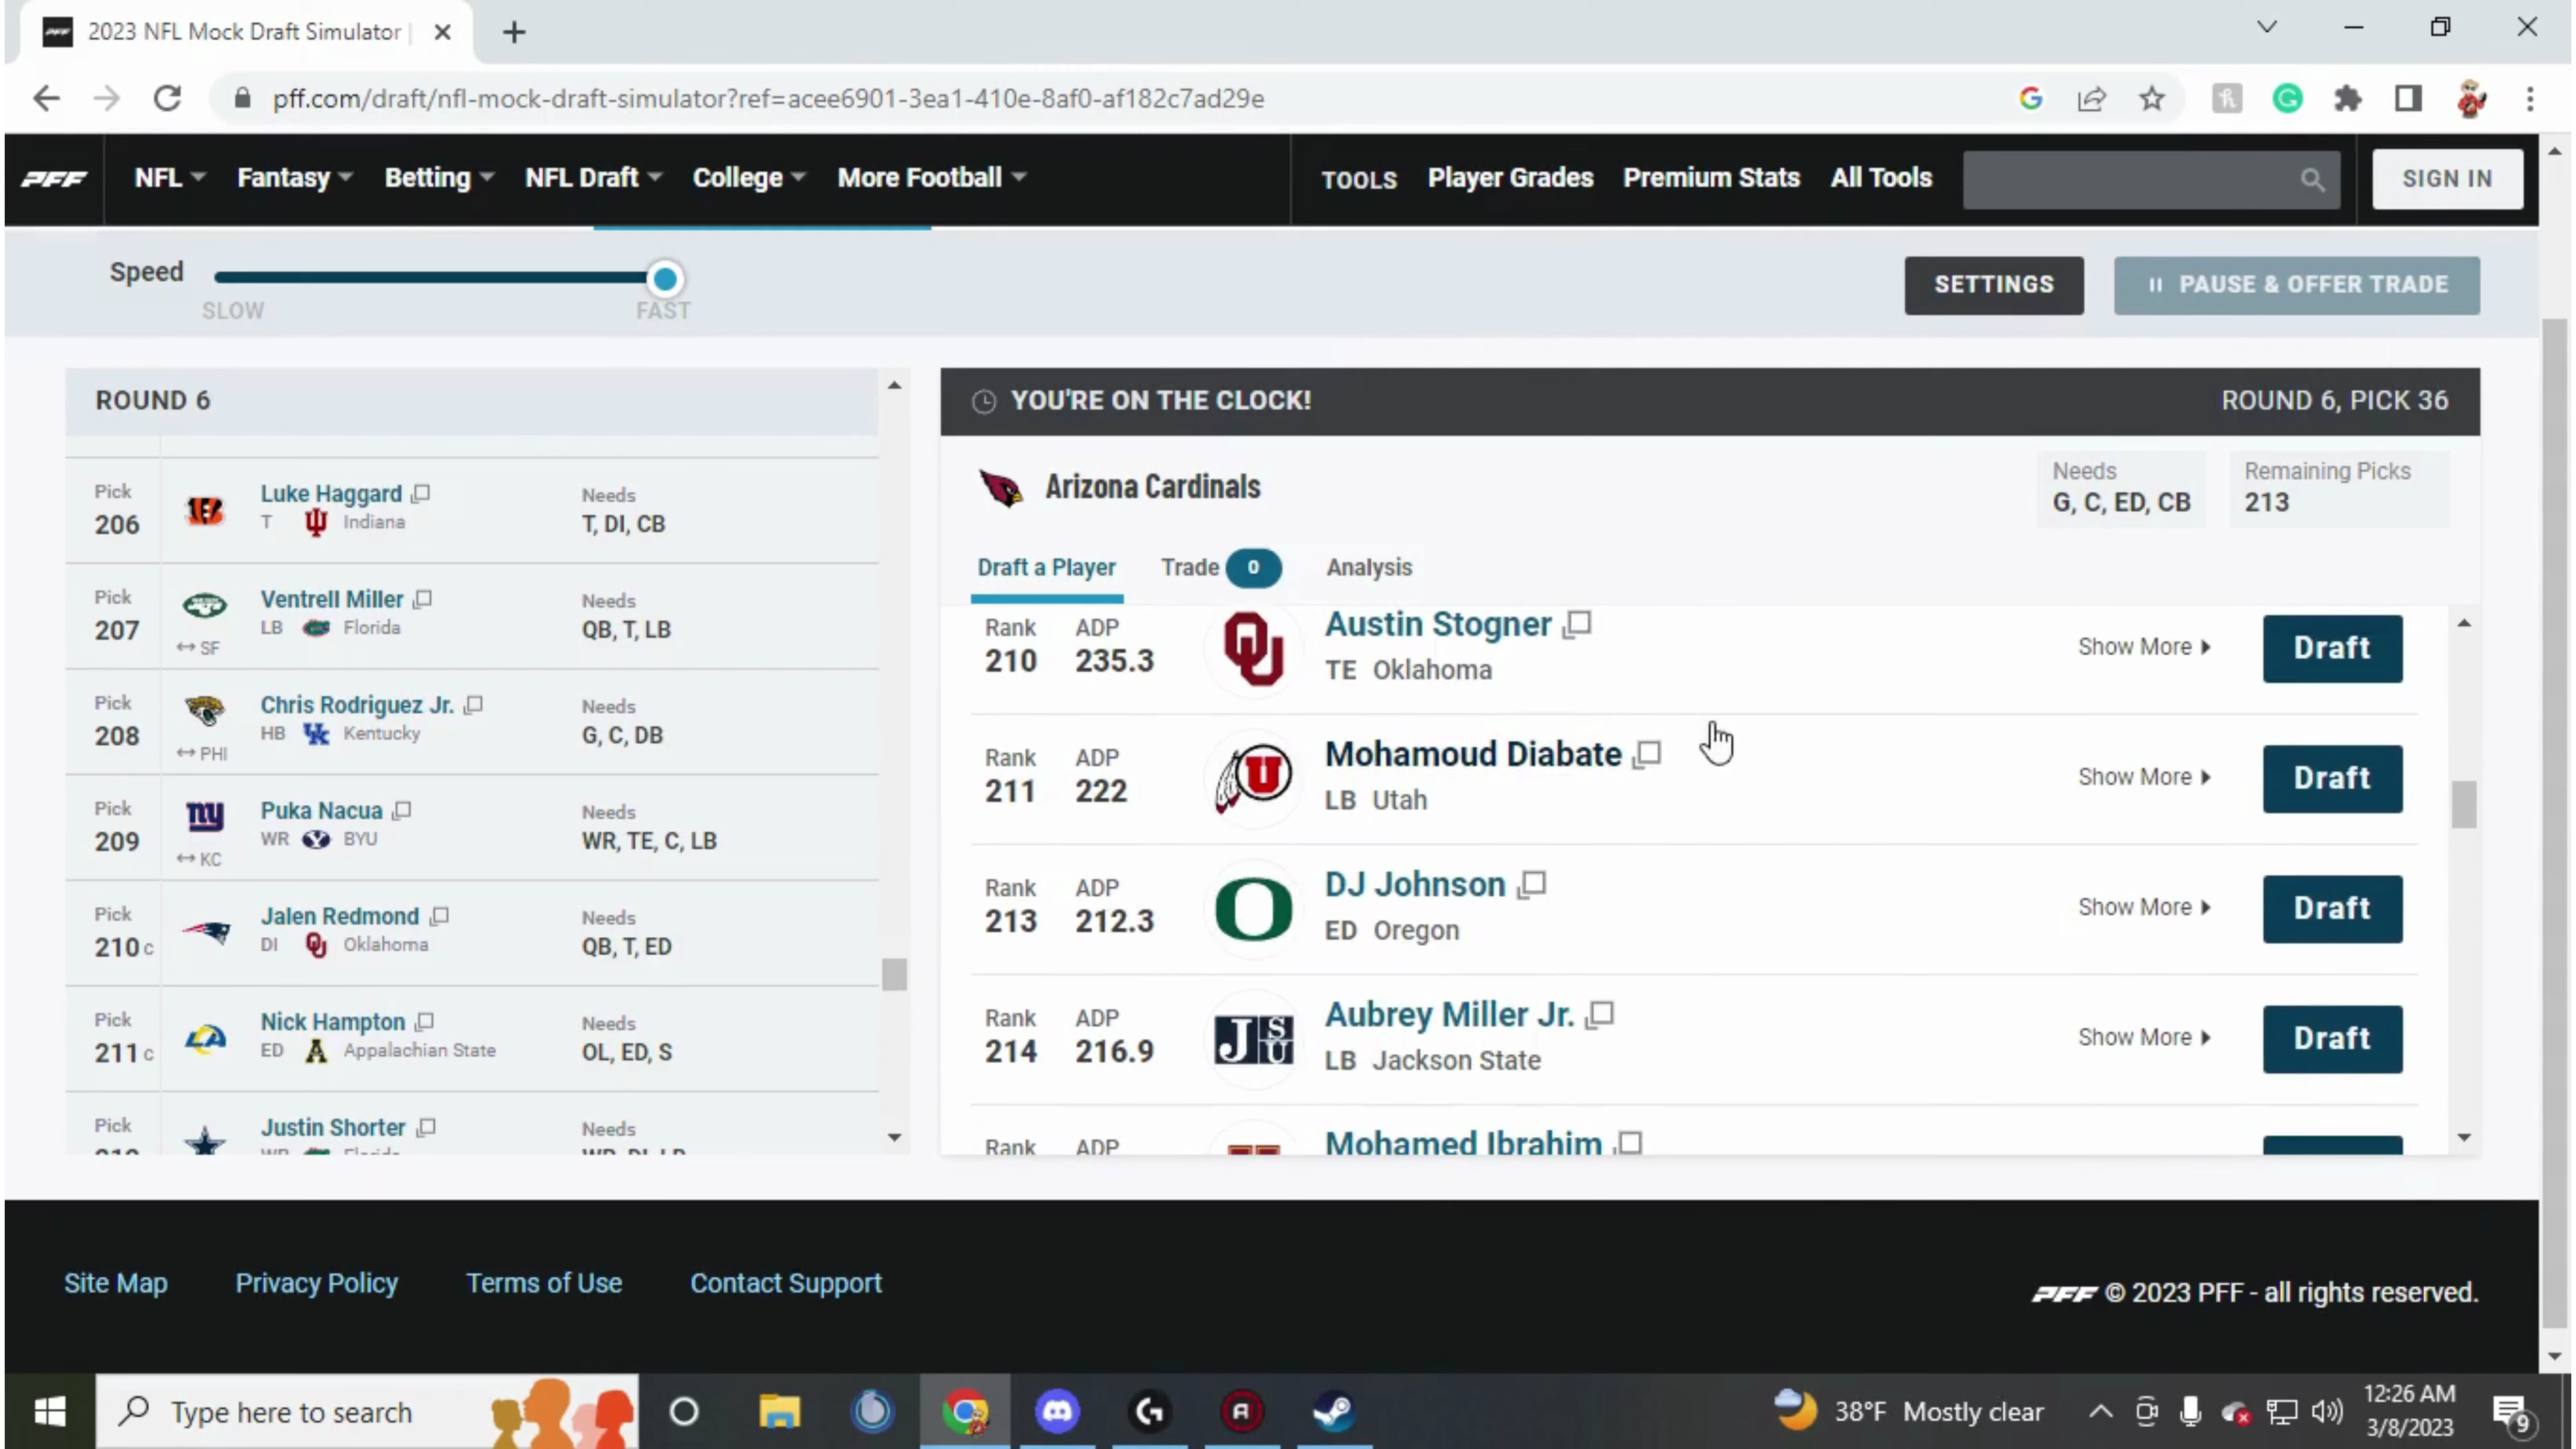 2023 NFL Mock Draft Simulator |
pff.com/draft/nfl-mock-draft-simulator?ref=acee6901-3ea1-410e-8af0-af182c7ad29e
PFF NFL Fantasy Betting NFL Draft College More Football TOOLS Player Grades Premium Stats All Tools SIGN IN
Speed
SLOW FAST
SETTINGS PAUSE & OFFER TRADE
ROUND 6
Pick 206
Luke Haggard
T Indiana
Needs
T, DI, CB
Pick 207
SF
Ventrell Miller
LB Florida
Needs
QB, T, LB
Pick 208
PHI
Chris Rodriguez Jr.
HB Kentucky
Needs
G, C, DB
Pick 209
KC
Puka Nacua
WR BYU
Needs
WR, TE, C, LB
Pick 210 c
Jalen Redmond
DI Oklahoma
Needs
QB, T, ED
Pick 211 c
Nick Hampton
ED Appalachian State
Needs
OL, ED, S
Pick
Justin Shorter
Needs
YOU'RE ON THE CLOCK! ROUND 6, PICK 36
Arizona Cardinals
Needs
G, C, ED, CB
Remaining Picks
213
Draft a Player Trade 0 Analysis
Rank 210 ADP 235.3
Austin Stogner
TE Oklahoma
Show More Draft
Rank 211 ADP 222
Mohamoud Diabate
LB Utah
Show More Draft
Rank 213 ADP 212.3
DJ Johnson
ED Oregon
Show More Draft
Rank 214 ADP 216.9
Aubrey Miller Jr.
LB Jackson State
Show More Draft
Rank ADP
Mohamed Ibrahim
Site Map Privacy Policy Terms of Use Contact Support
PFF © 2023 PFF - all rights reserved.
Type here to search
38°F Mostly clear
12:26 AM
3/8/2023
9